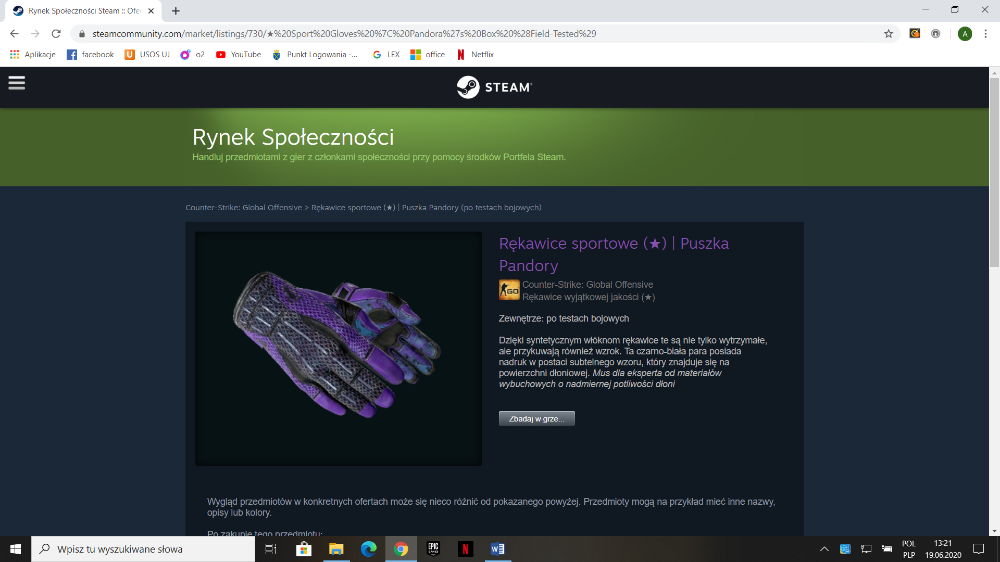 Rynek Społeczności Steam :: Ofer
steamcommunity.com/market/listings/730/★%20Sport%20Gloves%20%7C%20Pandora%27s%20Box%20%28Field-Tested%29
A
Aplikacje facebook USOS UJ o2 YouTube Punkt Logowania -... LEX office Netflix
STEAM®
Rynek Społeczności
Handluj przedmiotami z gier z członkami społeczności przy pomocy środków Portfela Steam.
Counter-Strike: Global Offensive > Rękawice sportowe (★) | Puszka Pandory (po testach bojowych)
Rękawice sportowe (★) | Puszka
Pandory
GO
Counter-Strike: Global Offensive
Rękawice wyjątkowej jakości (★)
Zewnętrze: po testach bojowych
Dzięki syntetycznym włóknom rękawice te są nie tylko wytrzymałe,
ale przykuwają również wzrok. Ta czarno-biała para posiada
nadruk w postaci subtelnego wzoru, który znajduje się na
powierzchni dłoniowej. Mus dla eksperta od materiałów
wybuchowych o nadmiernej potliwości dłoni
Zbadaj w grze...
Wygląd przedmiotów w konkretnych ofertach może się nieco różnić od pokazanego powyżej. Przedmioty mogą na przykład mieć inne nazwy,
opisy lub kolory.
Po zakupie tego przedmiotu:
Wpisz tu wyszukiwane słowa
EPIC
GAMES
POL
PLP
13:21
19.06.2020